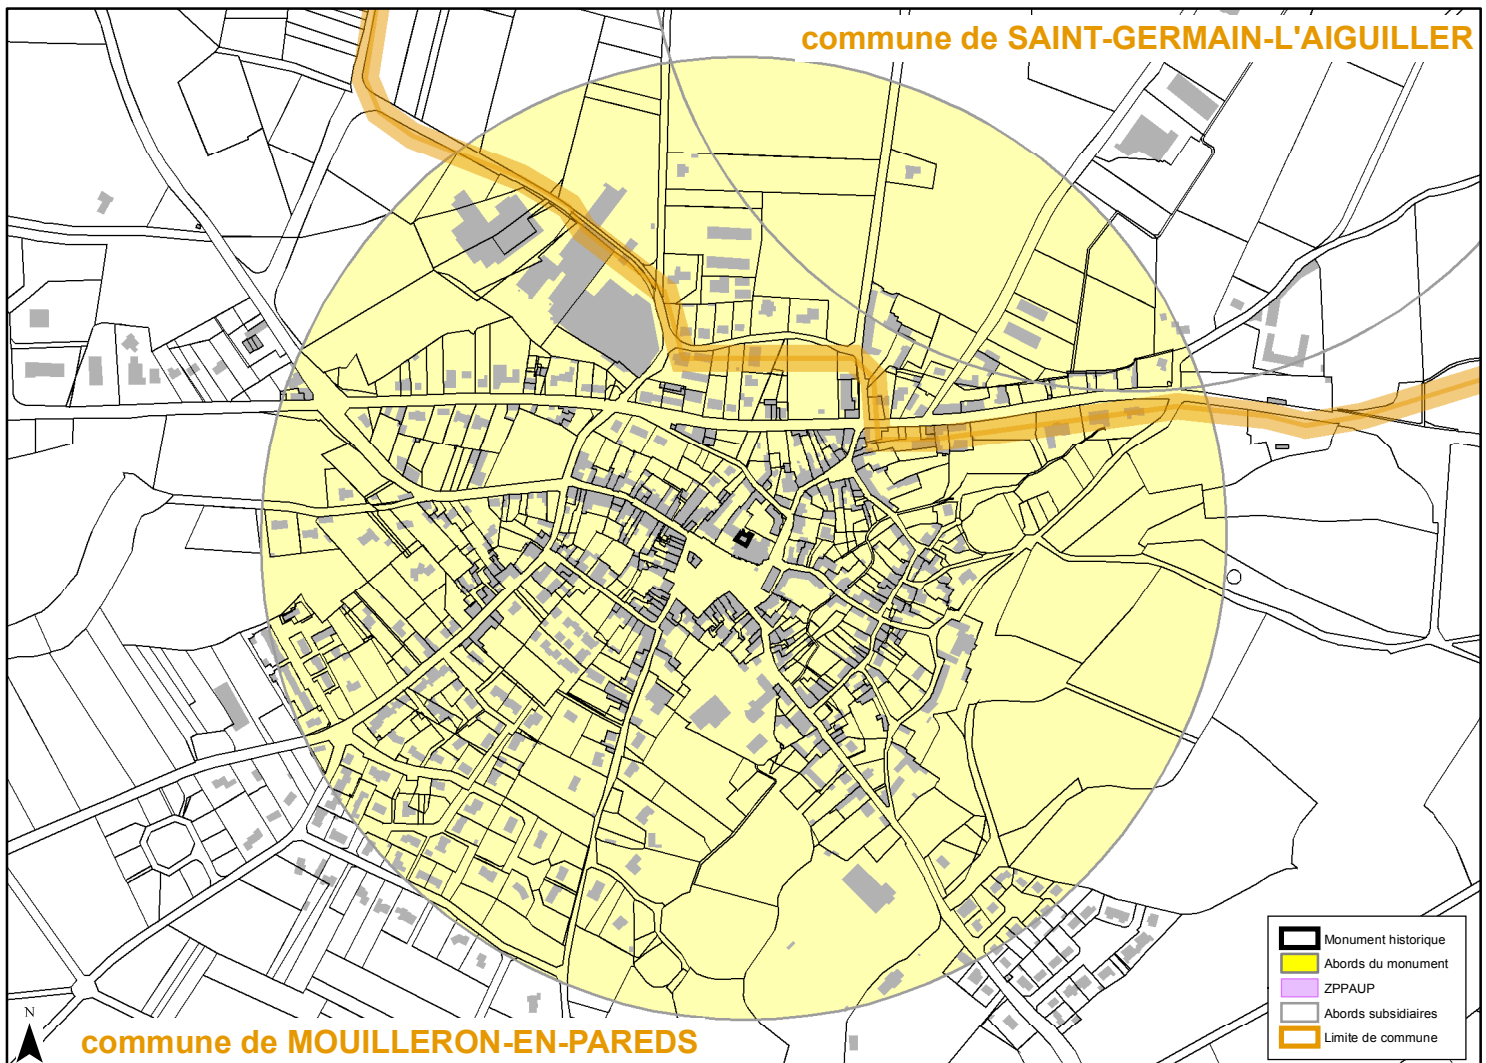 commune de SAINT-GERMAIN-L'AIGUILLER
Monument historique
Abords du monument
ZPPAUP
Abords subsidiaires
Limite de commune
N
commune de MOUILLERON-EN-PAREDS